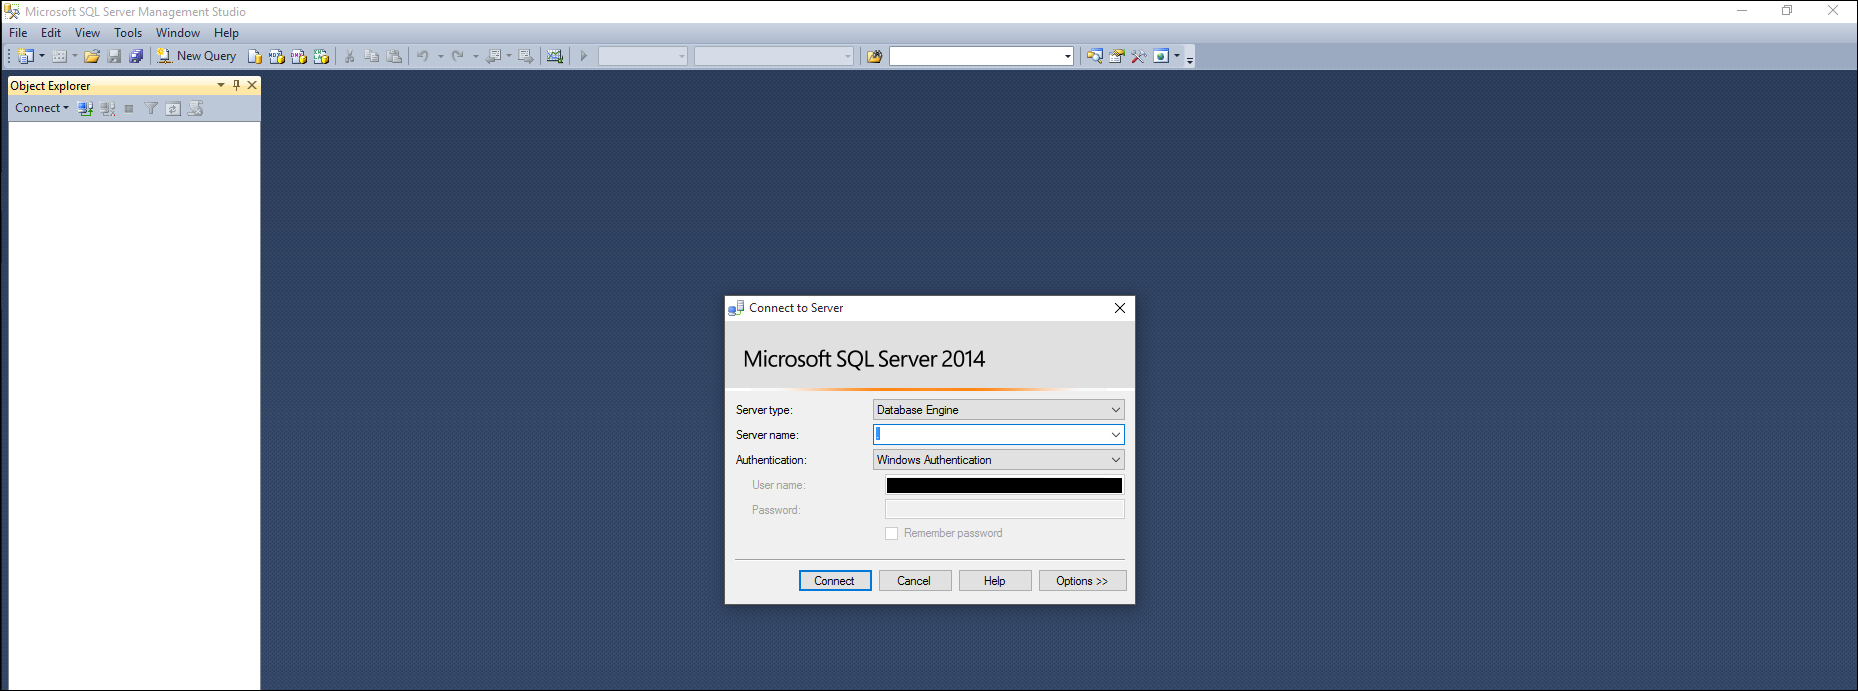 Microsoft SQL Server Management Studio
File Edit View Tools Window Help
New Query
Object Explorer
Connect
Connect to Server
Microsoft SQL Server 2014
Server type: Database Engine
Server name: .
Authentication: Windows Authentication
User name:
Password:
Remember password
Connect Cancel Help Options >>